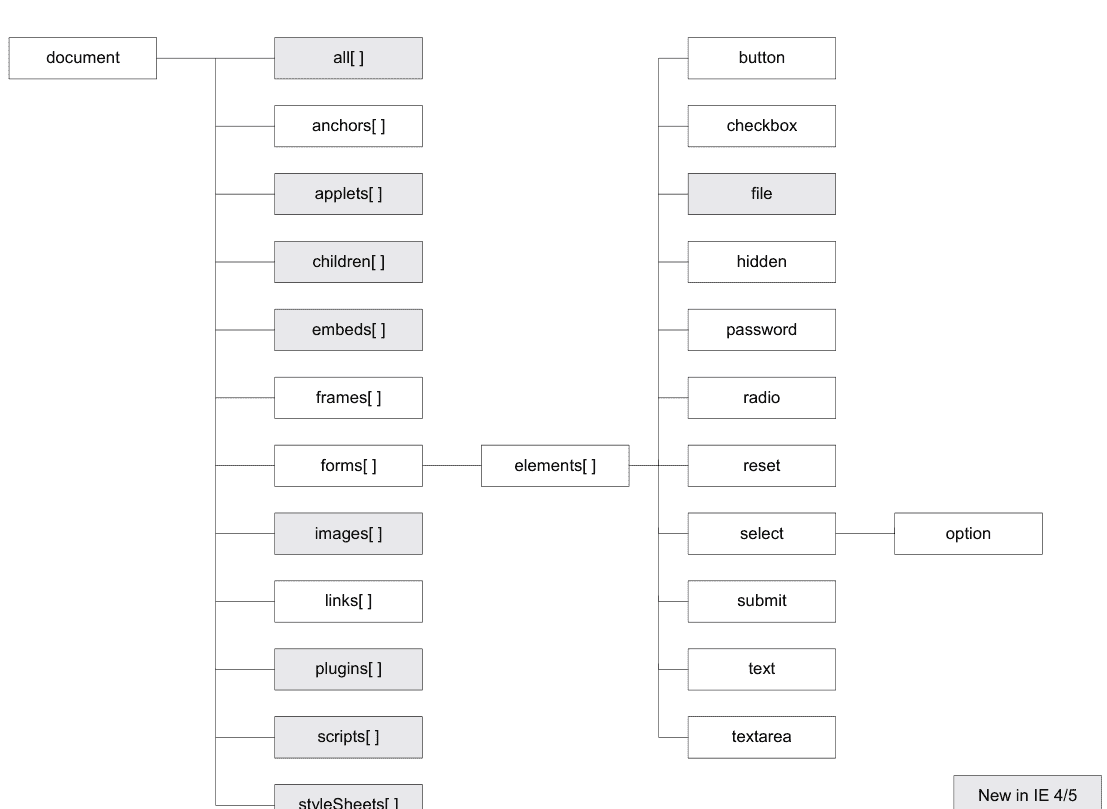 document
all[ ]
anchors[ ]
applets[ ]
children[ ]
embeds[ ]
frames[ ]
forms[ ]
images[ ]
links[ ]
plugins[ ]
scripts[ ]
styleSheets[ ]
elements[ ]
button
checkbox
file
hidden
password
radio
reset
select
submit
text
textarea
option
New in IE 4/5